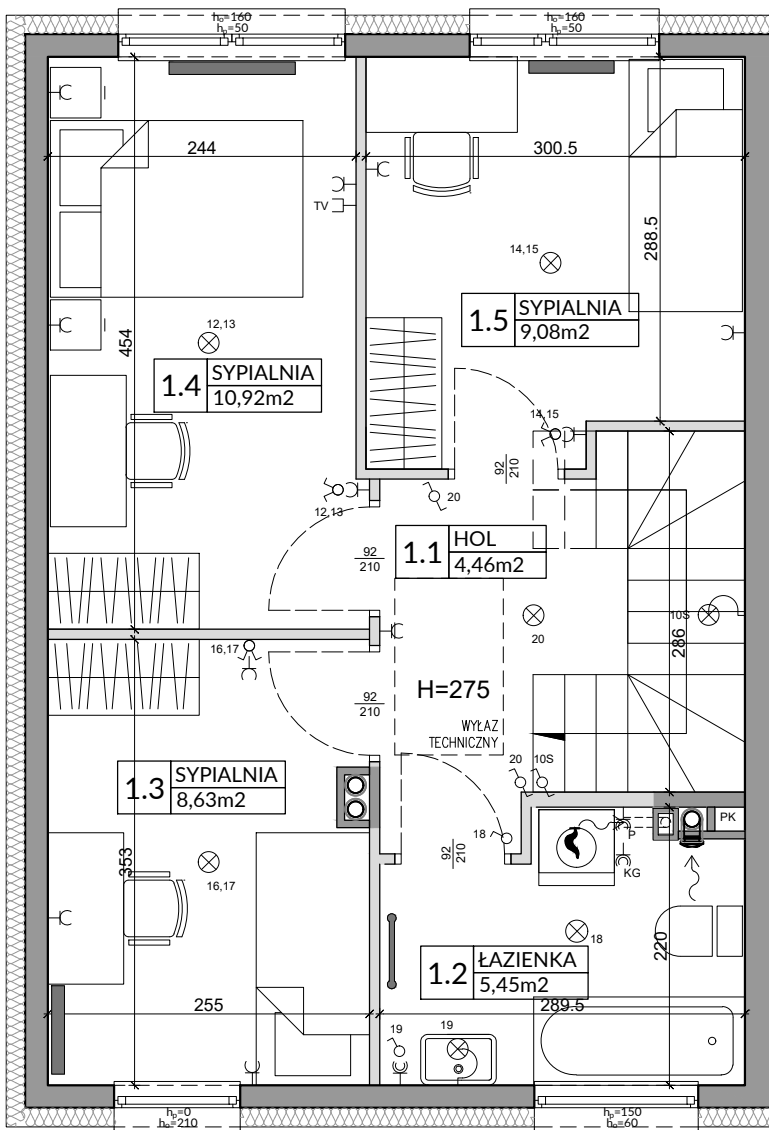 h₀=160
hₚ=50
h₀=160
hₚ=50
244
300.5
TV
14,15
288.5
1.5
SYPIALNIA
9,08m2
12,13
454
1.4
SYPIALNIA
10,92m2
14,15
92
210
12,13
20
1.1
HOL
4,46m2
92
210
20
10S
286
16,17
92
210
H=275
WYŁAZ
TECHNICZNY
20
10S
1.3
SYPIALNIA
8,63m2
PK
P
18
KG
92
210
353
16,17
18
220
1.2
ŁAZIENKA
5,45m2
255
289.5
19
19
hₚ=0
h₀=210
hₚ=150
h₀=60